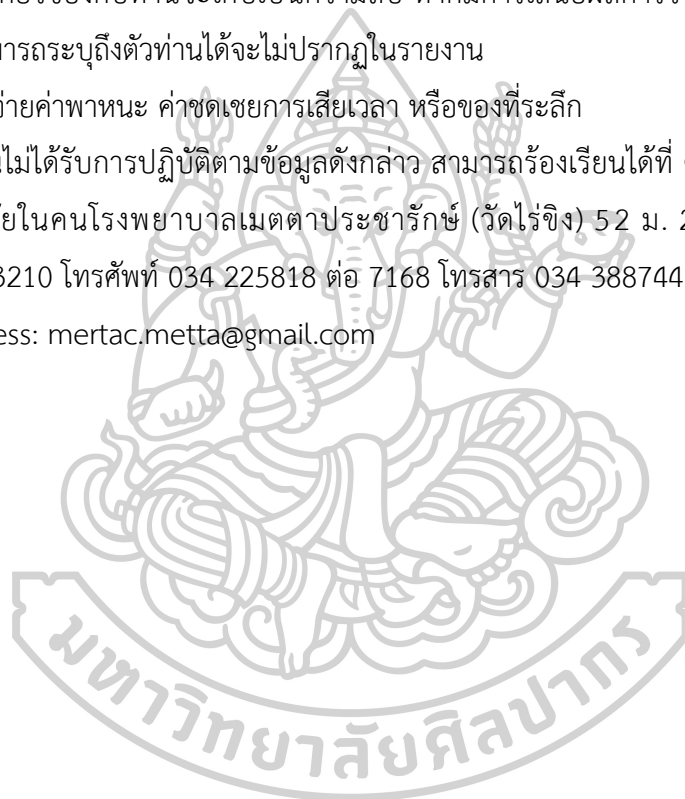 สามารถระบุถึงตัวท่านได้จะไม่ปรากฏในรายงาน
จ่ายค่าพาหนะ ค่าชดเชยการเสียเวลา หรือของที่ระลึก
ไม่ได้รับการปฏิบัติตามข้อมูลดังกล่าว สามารถร้องเรียนได้ที่
ในคนโรงพยาบาลเมตตาประชารักษ์ (วัดไร่ขิง) 52 ม. 2
3210 โทรศัพท์ 034 225818 ต่อ 7168 โทรสาร 034 388744
ess: mertac.metta@gmail.com
มหาวิทยาลัยศิลปากร